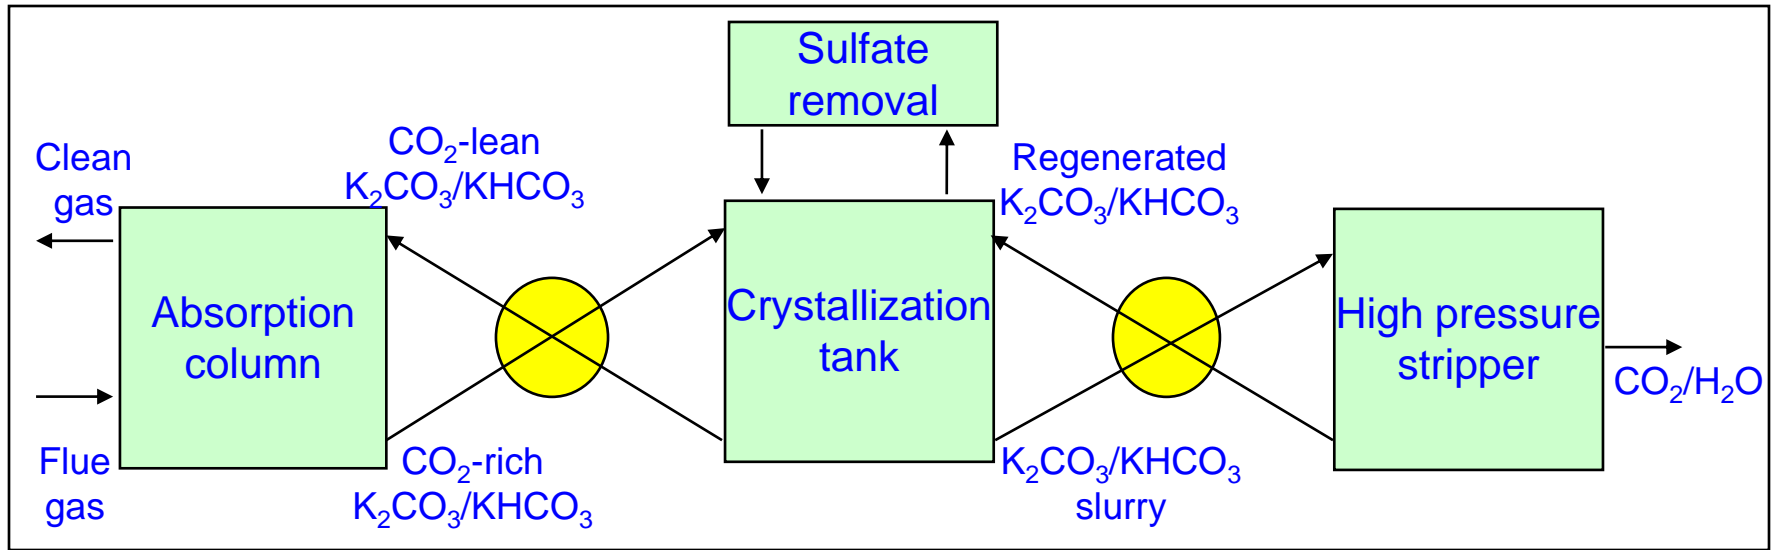 Sulfate
removal
Clean
gas
CO₂-lean
K₂CO₃/KHCO₃
Regenerated
K₂CO₃/KHCO₃
Absorption
column
Crystallization
tank
High pressure
stripper
CO₂/H₂O
Flue
gas
CO₂-rich
K₂CO₃/KHCO₃
K₂CO₃/KHCO₃
slurry